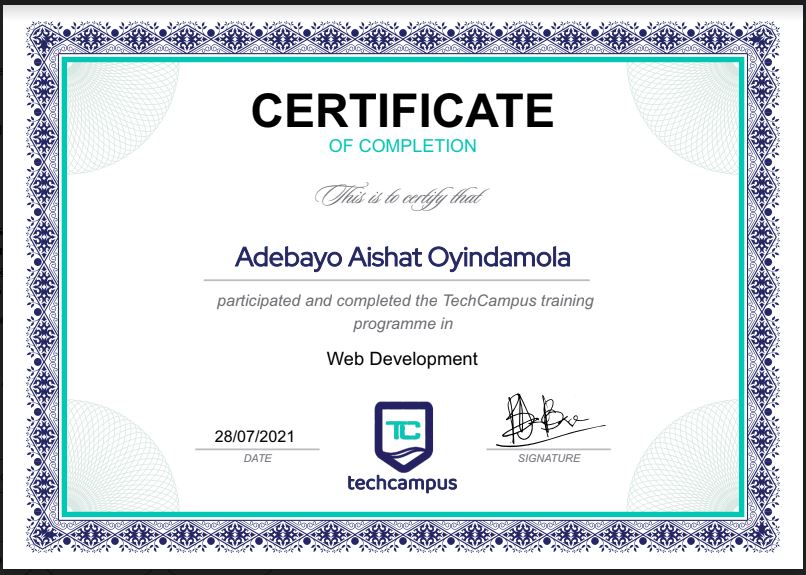 CERTIFICATE
OF COMPLETION
This is to certify that
Adebayo Aishat Oyindamola
participated and completed the TechCampus training
programme in
Web Development
28/07/2021
DATE
TC
techcampus
SIGNATURE